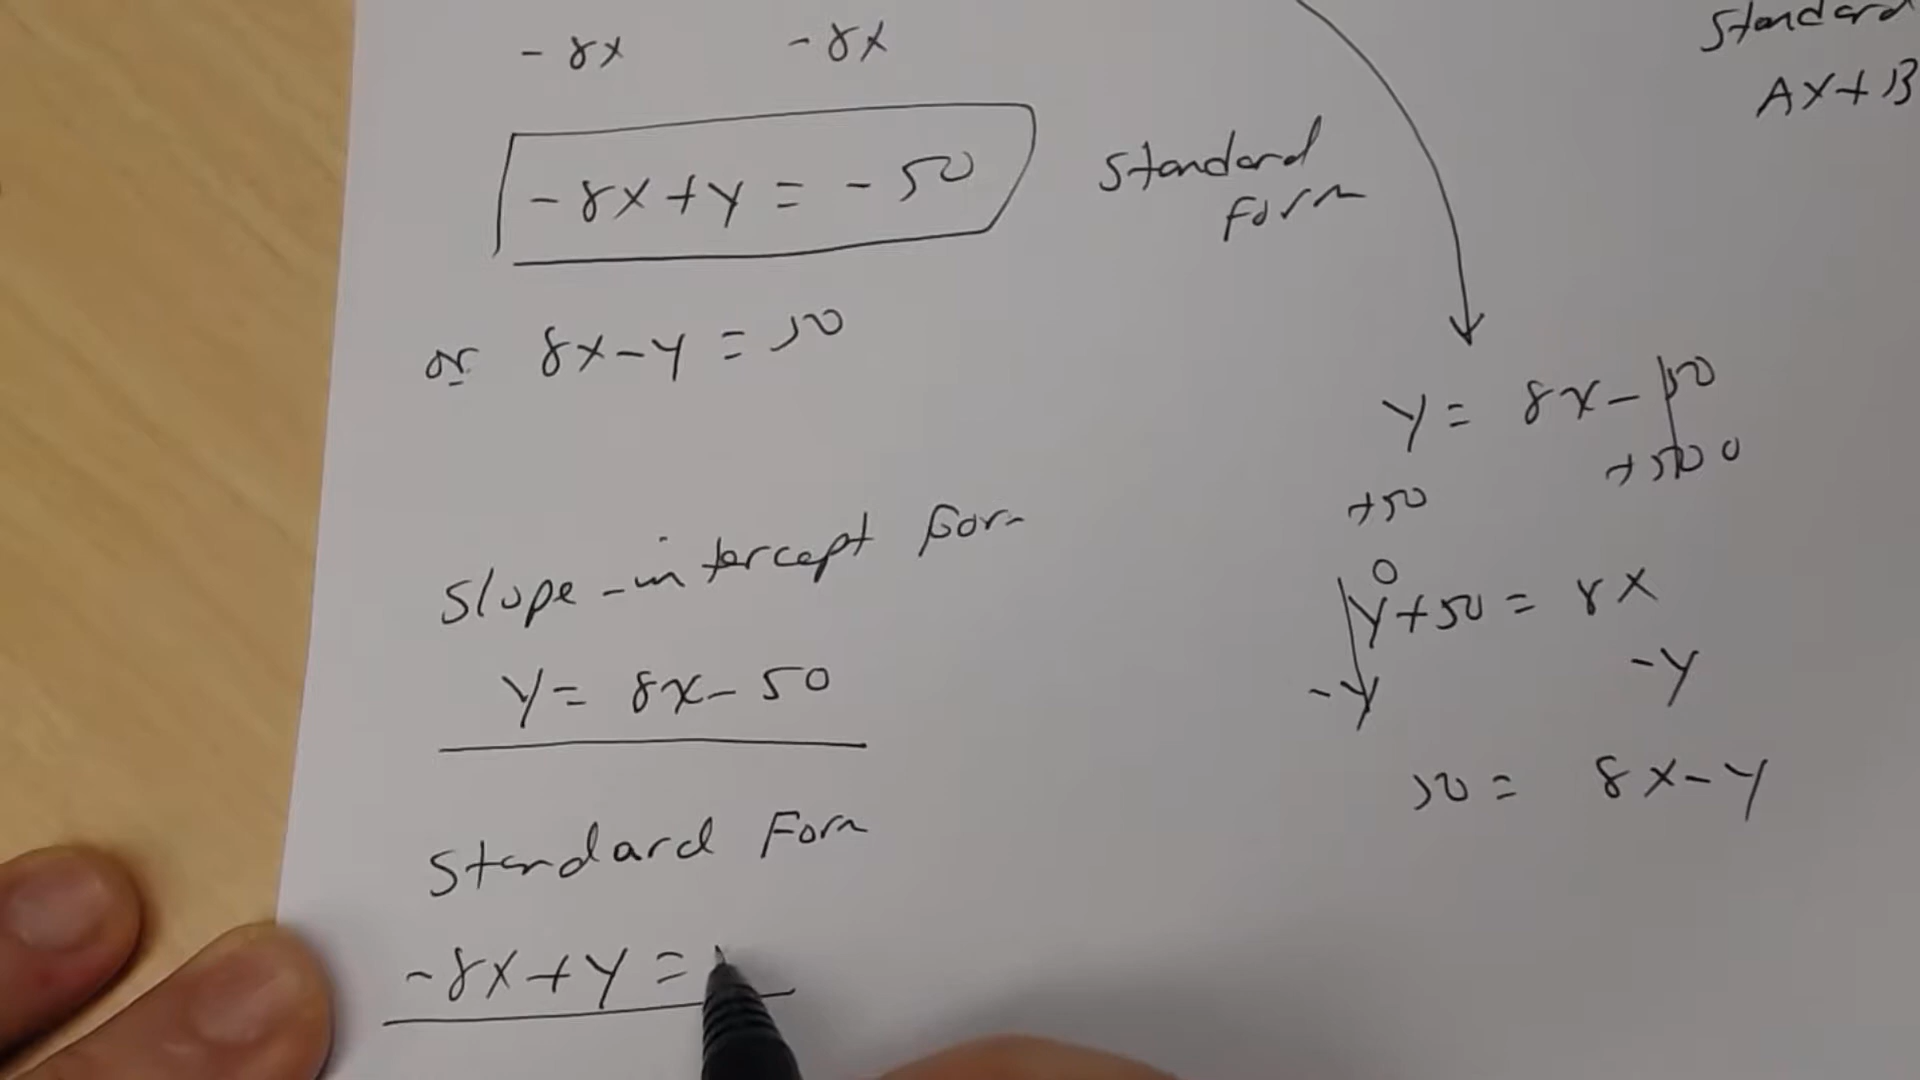 - 8x - 8x
Standard
AX + B
- 8x + y = - 50
Standard
Form
or 8x - y = 50
y = 8x - 50
+50 +50 0
Slope-intercept Form
0
y + 50 = 8x
- y - y
y = 8x - 50
50 = 8x - y
Standard Form
- 8x + y =